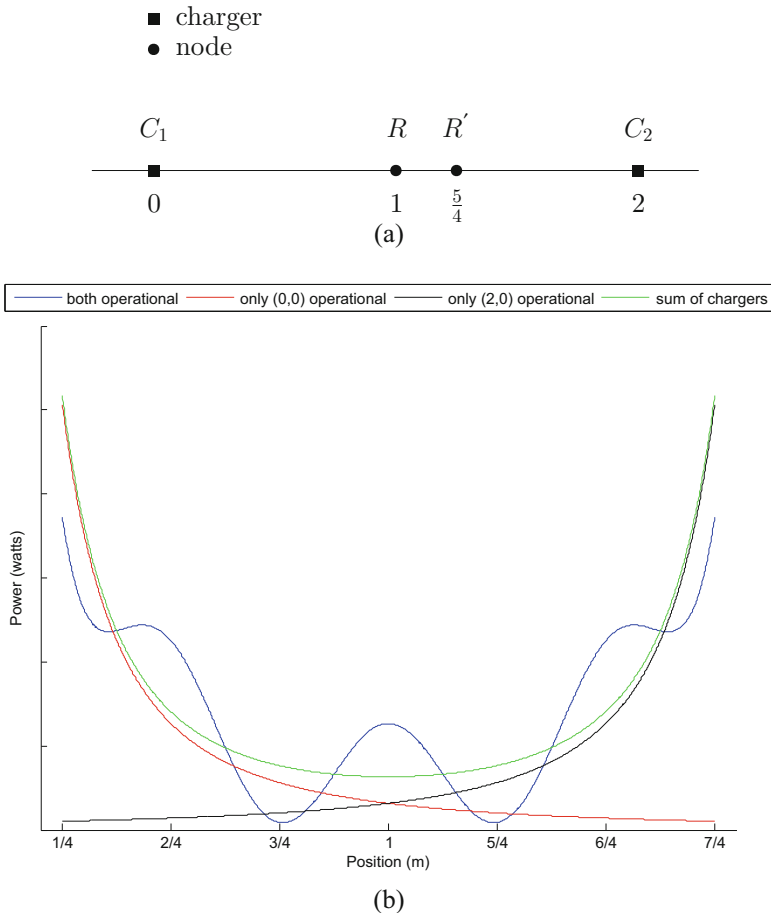 charger
node
C₁ R R′ C₂
0 1 5/4 2
(a)
both operational only (0,0) operational only (2,0) operational sum of chargers
Power (watts)
1/4 2/4 3/4 1 5/4 6/4 7/4
Position (m)
(b)